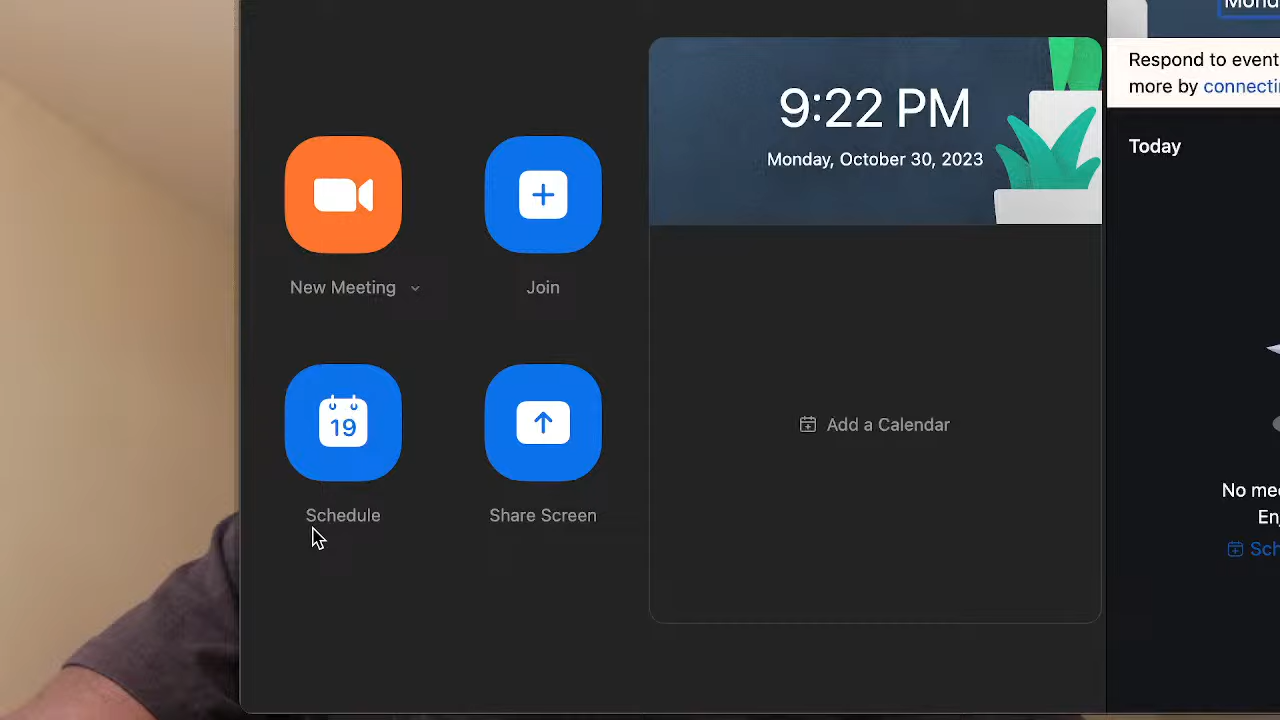 9:22 PM
Monday, October 30, 2023
New Meeting
Join
19
Schedule
Share Screen
Add a Calendar
Respond to event
more by
Today